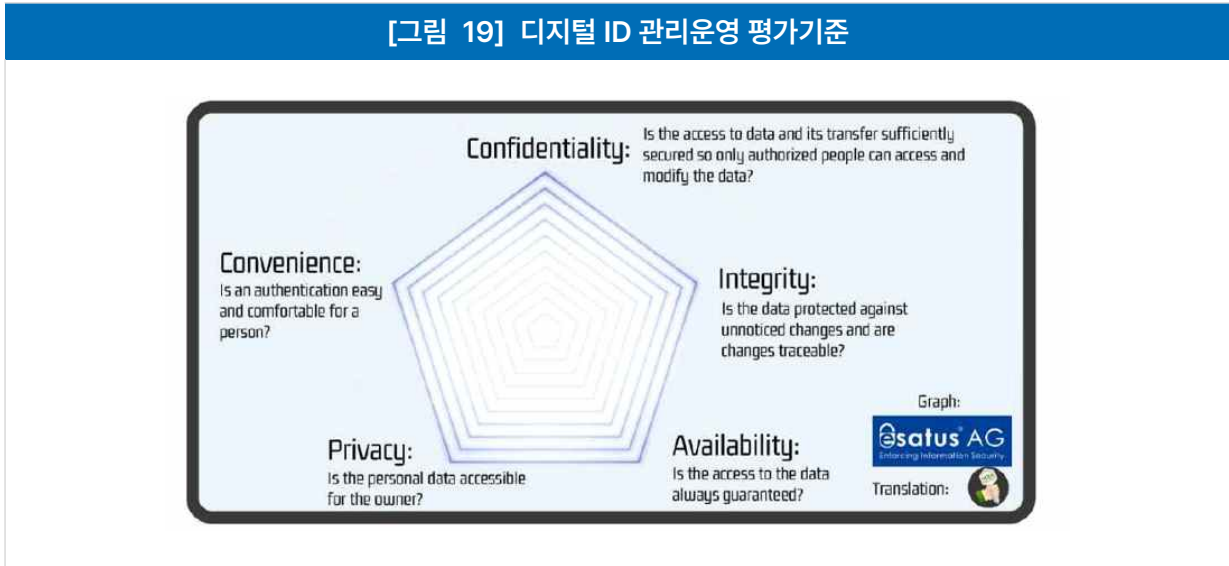 [그림 19] 디지털 ID 관리운영 평가기준
Confidentiality:
Is the access to data and its transfer sufficiently
secured so only authorized people can access and
modify the data?
Convenience:
Is an authentication easy
and comfortable for a
person?
Integrity:
Is the data protected against
unnoticed changes and are
changes traceable?
Privacy:
Is the personal data accessible
for the owner?
Availability:
Is the access to the data
always guaranteed?
Graph:
esatus AG
Enforcing Information Security
Translation: